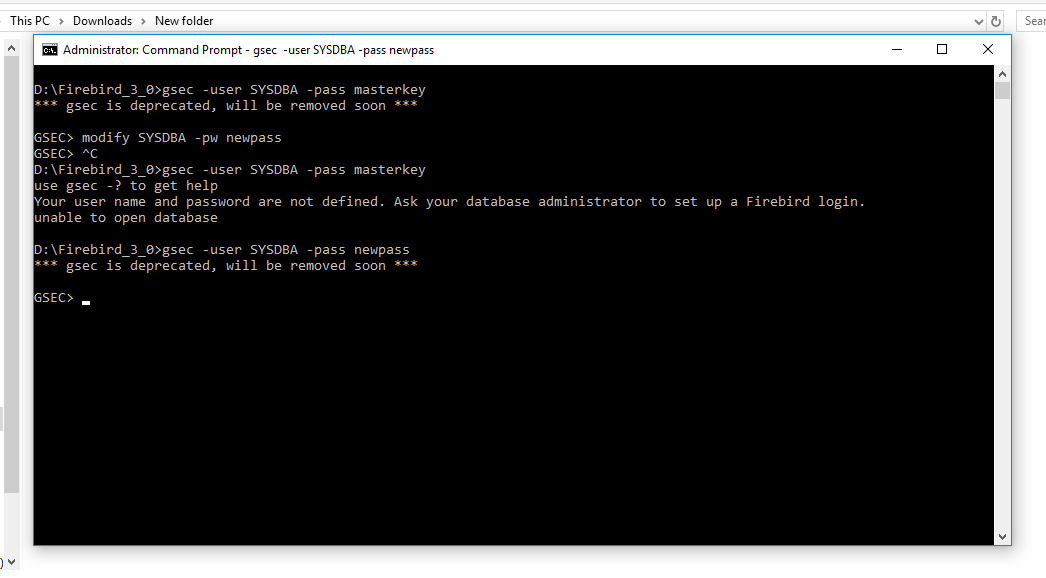 This PC > Downloads > New folder
Sear
Administrator: Command Prompt - gsec -user SYSDBA -pass newpass
D:\Firebird_3_0>gsec -user SYSDBA -pass masterkey
*** gsec is deprecated, will be removed soon ***
GSEC> modify SYSDBA -pw newpass
GSEC> ^C
D:\Firebird_3_0>gsec -user SYSDBA -pass masterkey
use gsec -? to get help
Your user name and password are not defined. Ask your database administrator to set up a Firebird login.
unable to open database
D:\Firebird_3_0>gsec -user SYSDBA -pass newpass
*** gsec is deprecated, will be removed soon ***
GSEC> _
)